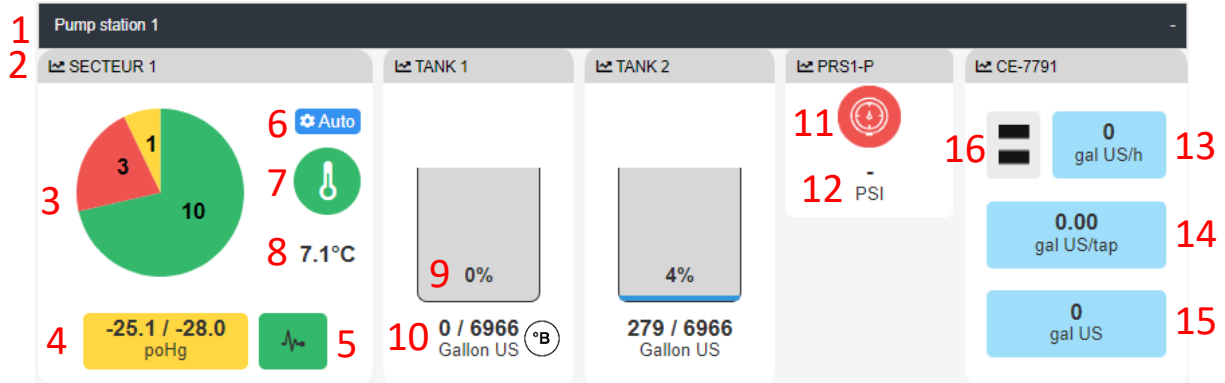 1 Pump station 1 -
2 SECTEUR 1
TANK 1
TANK 2
PRS1-P
CE-7791
3
1
3
10
6 Auto
7
8 7.1°C
4 -25.1 / -28.0
poHg
5
9 0%
10 0 / 6966
Gallon US
°B
4%
279 / 6966
Gallon US
11
12 -
PSI
16
0
gal US/h
13
0.00
gal US/tap
14
0
gal US
15